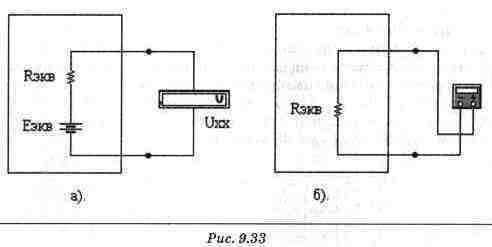 Rэкв
Eэкв
V
Uхх
а).
Rэкв
б).
Рис. 9.33